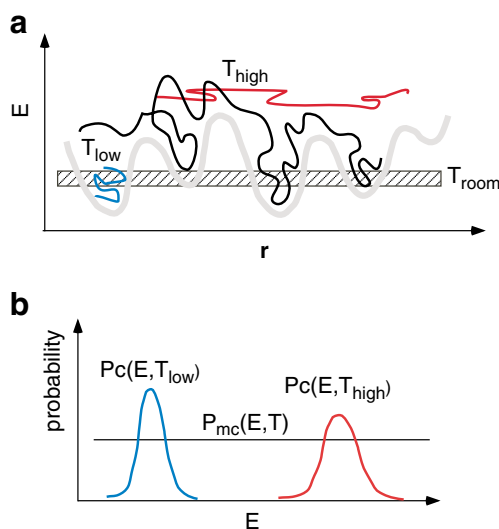 a
E
T_high
T_low
T_room
r
b
probability
Pc(E,T_low)
Pc(E,T_high)
P_mc(E,T)
E